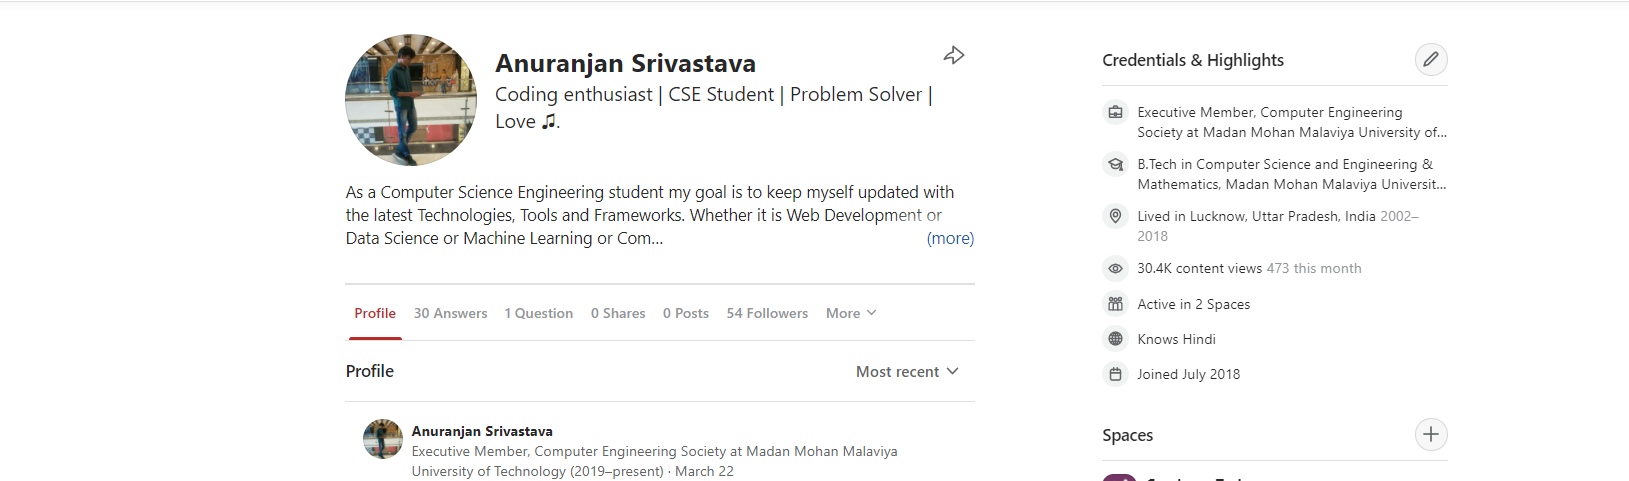 Anuranjan Srivastava
Coding enthusiast | CSE Student | Problem Solver |
Love ♫.
As a Computer Science Engineering student my goal is to keep myself updated with
the latest Technologies, Tools and Frameworks. Whether it is Web Development or
Data Science or Machine Learning or Com...
(more)
Profile 30 Answers 1 Question 0 Shares 0 Posts 54 Followers More
Profile
Most recent
Anuranjan Srivastava
Executive Member, Computer Engineering Society at Madan Mohan Malaviya
University of Technology (2019–present) · March 22
Credentials & Highlights
Executive Member, Computer Engineering
Society at Madan Mohan Malaviya University of...
B.Tech in Computer Science and Engineering &
Mathematics, Madan Mohan Malaviya Universit...
Lived in Lucknow, Uttar Pradesh, India 2002–
2018
30.4K content views 473 this month
Active in 2 Spaces
Knows Hindi
Joined July 2018
Spaces